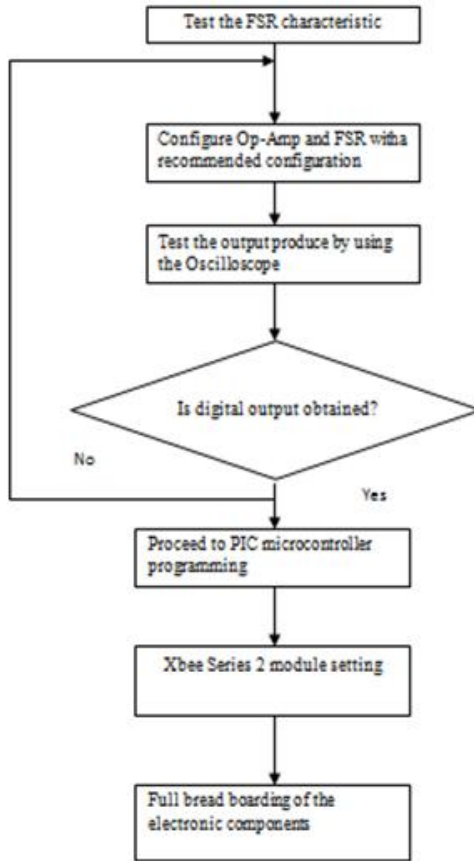 Test the FSR characteristic
Configure Op-Amp and FSR witha
recommended configuration
Test the output produce by using
the Oscilloscope
Is digital output obtained?
No
Yes
Proceed to PIC microcontroller
programming
Xbee Series 2 module setting
Full bread boarding of the
electronic components